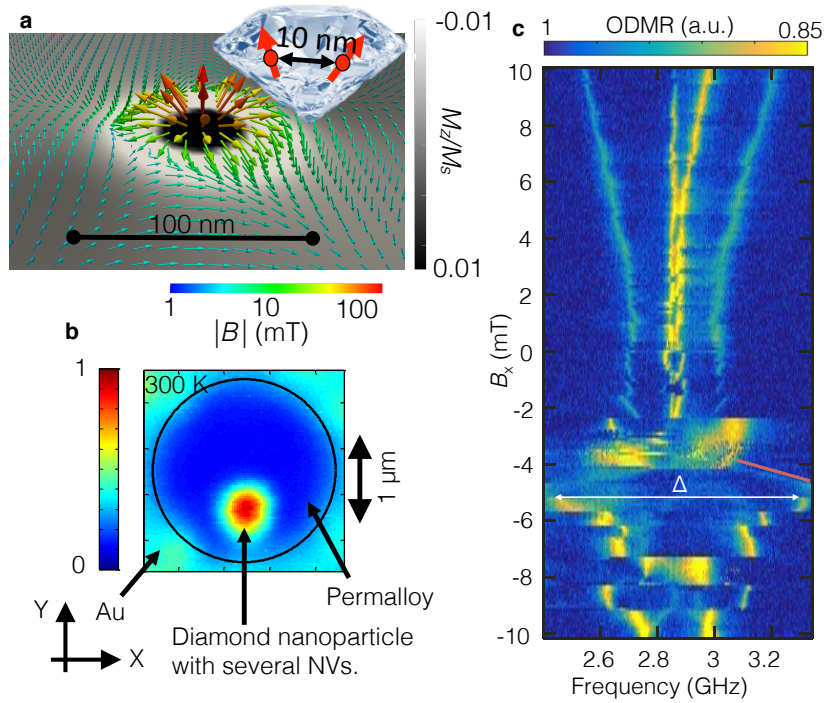 a
10 nm
100 nm
-0.01
Mz/Ms
0.01
1 10 100
|B| (mT)
b
1
0
300 K
1 μm
Au
Permalloy
Diamond nanoparticle
with several NVs.
Y
X
c
ODMR (a.u.)
1
0.85
10
8
6
4
2
0
-2
-4
-6
-8
-10
Bx (mT)
Δ
2.6 2.8 3 3.2
Frequency (GHz)